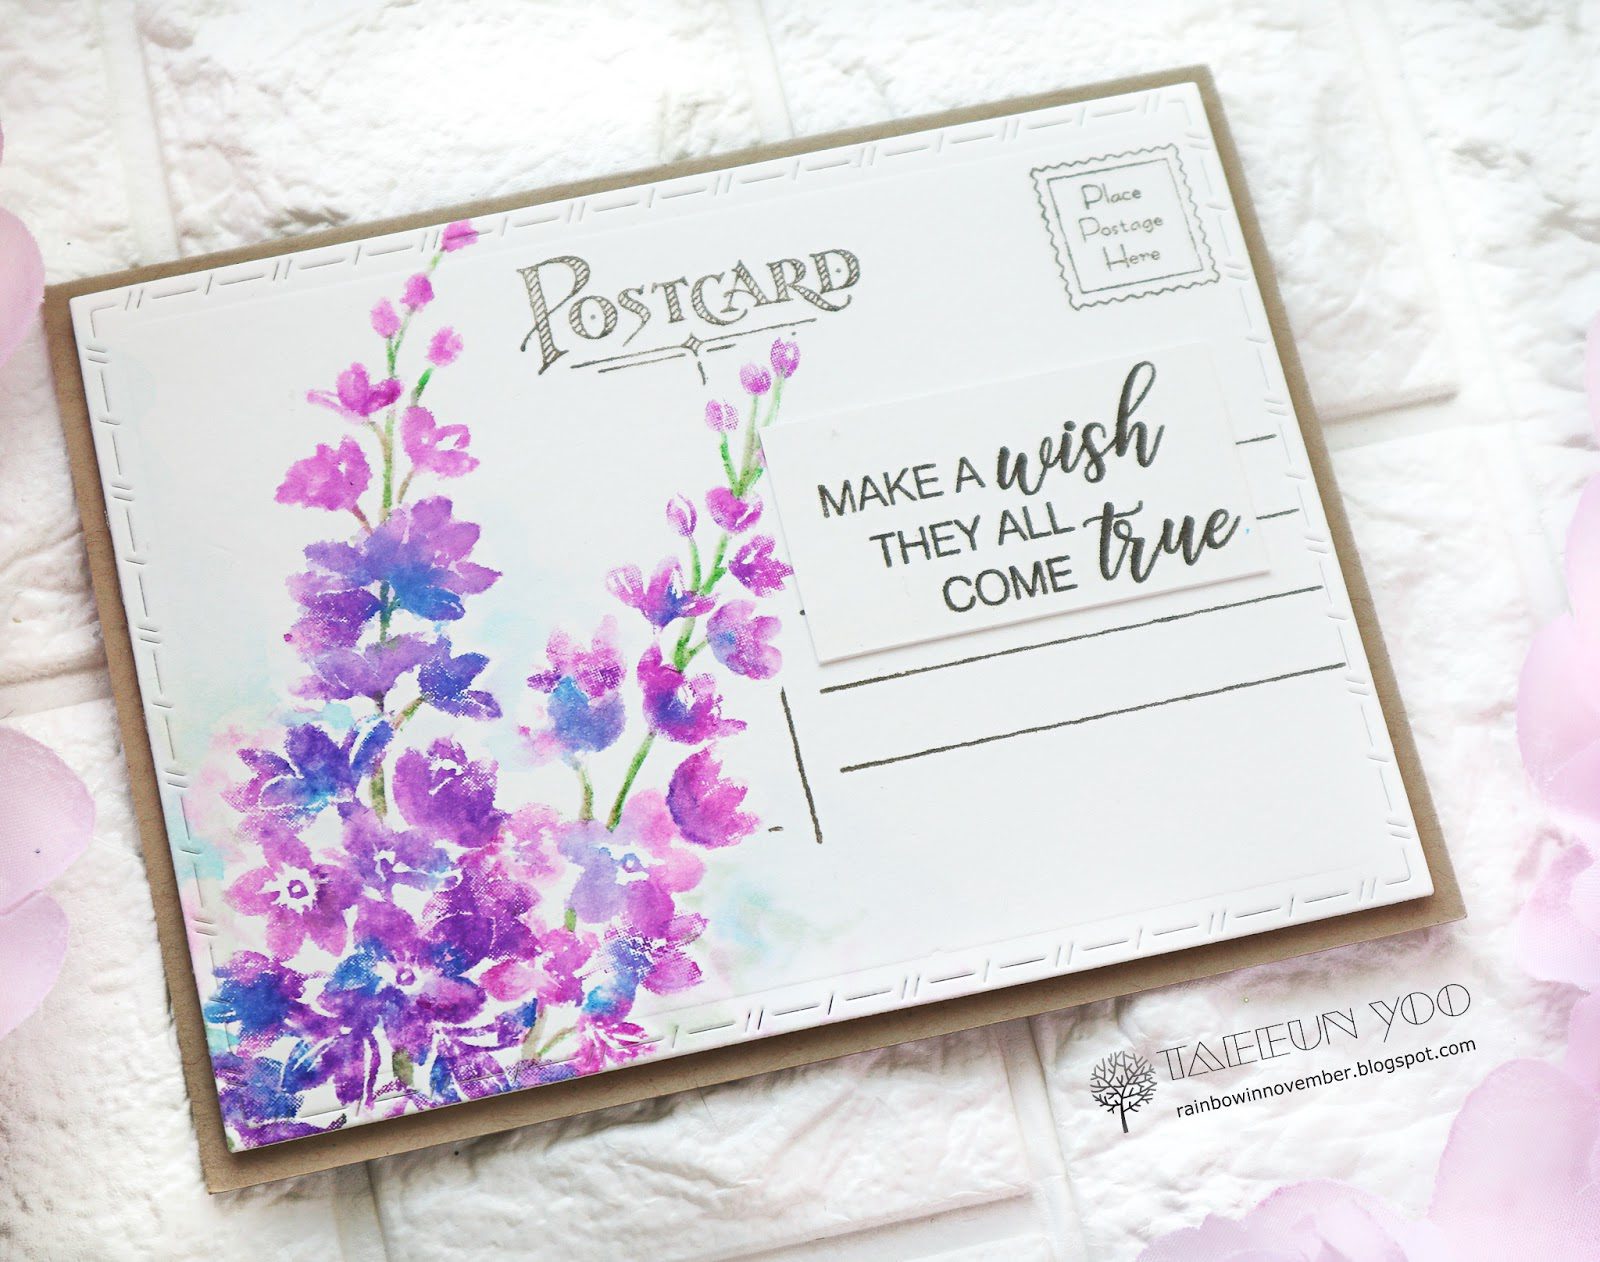 Place
Postage
Here
POSTCARD
MAKE A wish
THEY ALL
COME true
TAEEUN YOO
rainbowinnovember.blogspot.com